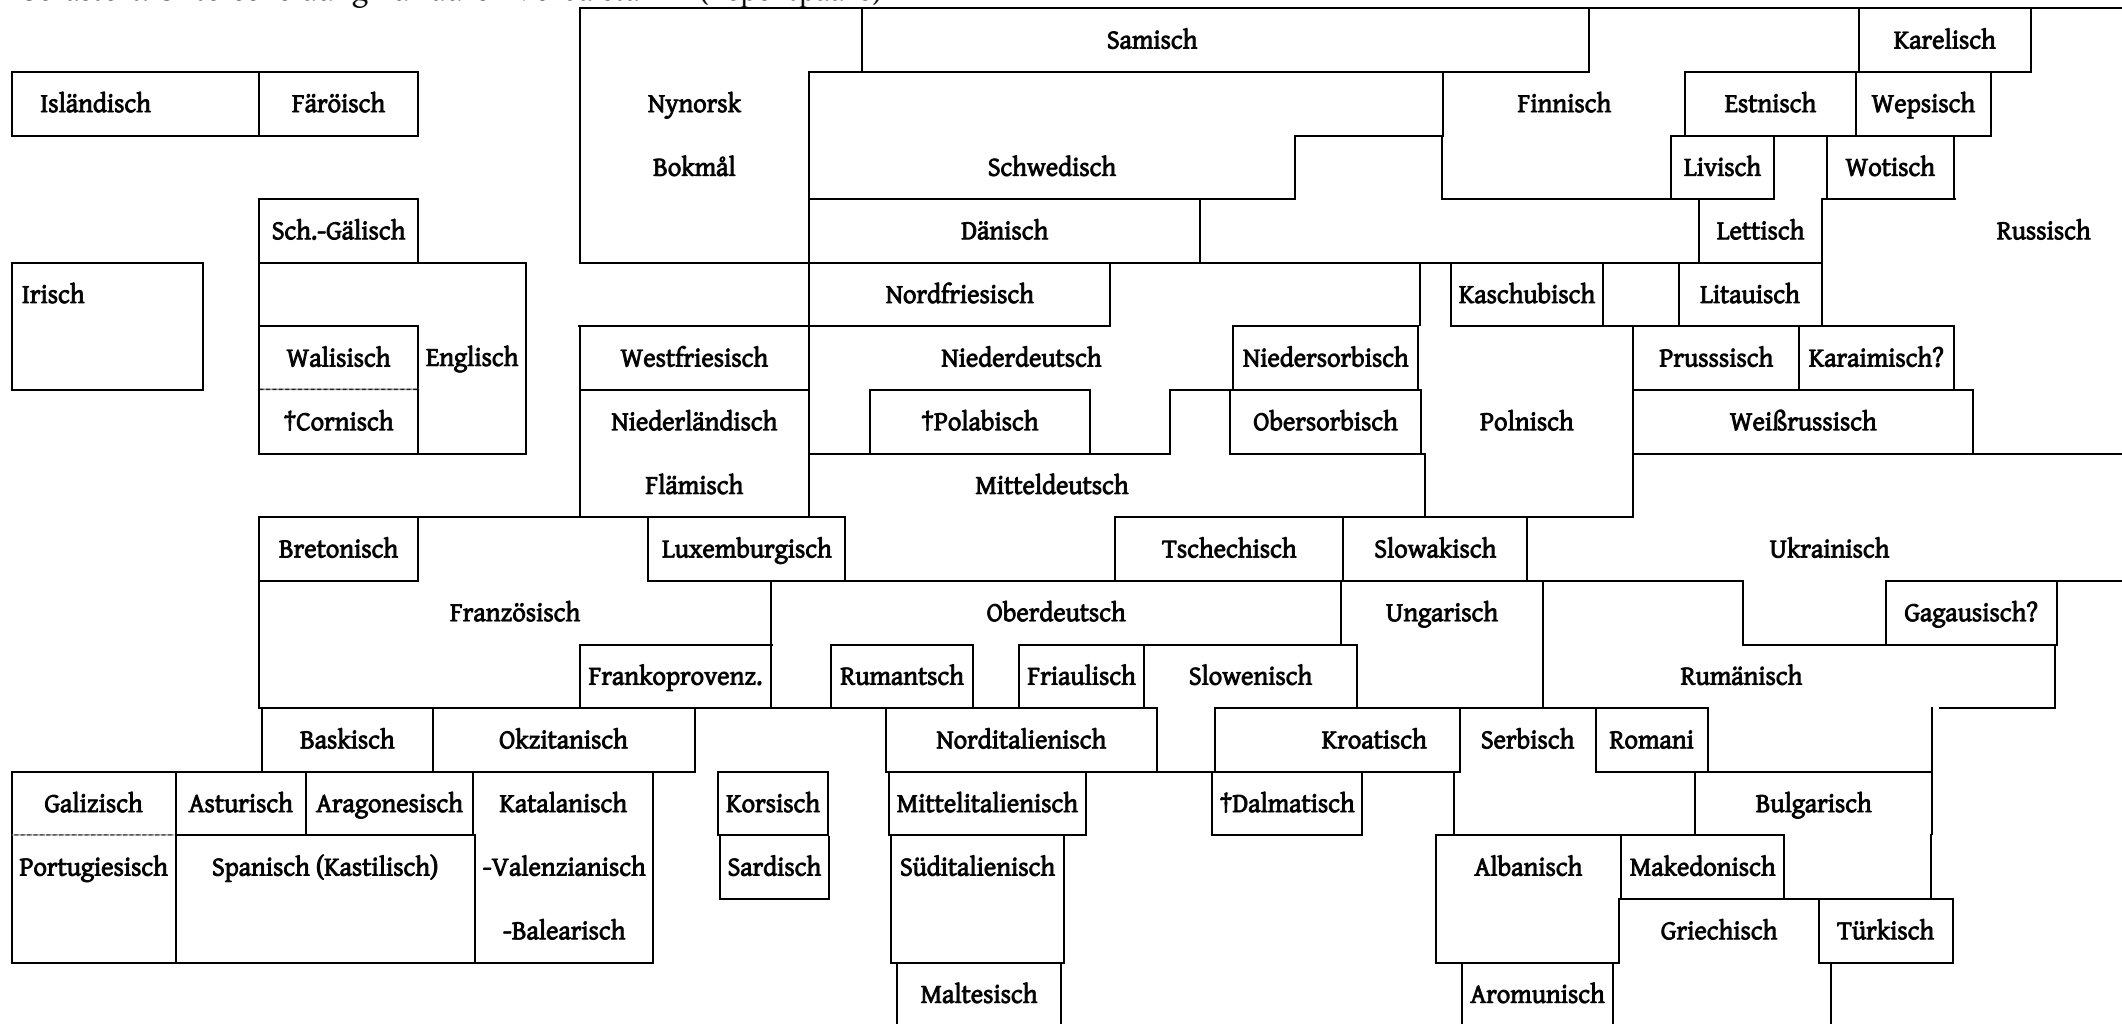 Samisch Karelisch
Isländisch Färöisch Nynorsk Finnisch Estnisch Wepsisch
Bokmål Schwedisch Livisch Wotisch
Sch.-Gälisch Dänisch Lettisch Russisch
Irisch Nordfriesisch Kaschubisch Litauisch
Walisisch Englisch Westfriesisch Niederdeutsch Niedersorbisch Prusssisch Karaimisch?
†Cornisch Niederländisch †Polabisch Obersorbisch Polnisch Weißrussisch
Flämisch Mitteldeutsch
Bretonisch Luxemburgisch Tschechisch Slowakisch Ukrainisch
Französisch Oberdeutsch Ungarisch Gagausisch?
Frankoprovenz. Rumantsch Friaulisch Slowenisch Rumänisch
Baskisch Okzitanisch Norditalienisch Kroatisch Serbisch Romani
Galizisch Asturisch Aragonesisch Katalanisch Korsisch Mittelitalienisch †Dalmatisch Bulgarisch
Portugiesisch Spanisch (Kastilisch) -Valenzianisch Sardisch Süditalienisch Albanisch Makedonisch
-Balearisch Griechisch Türkisch
Maltesisch Aromunisch